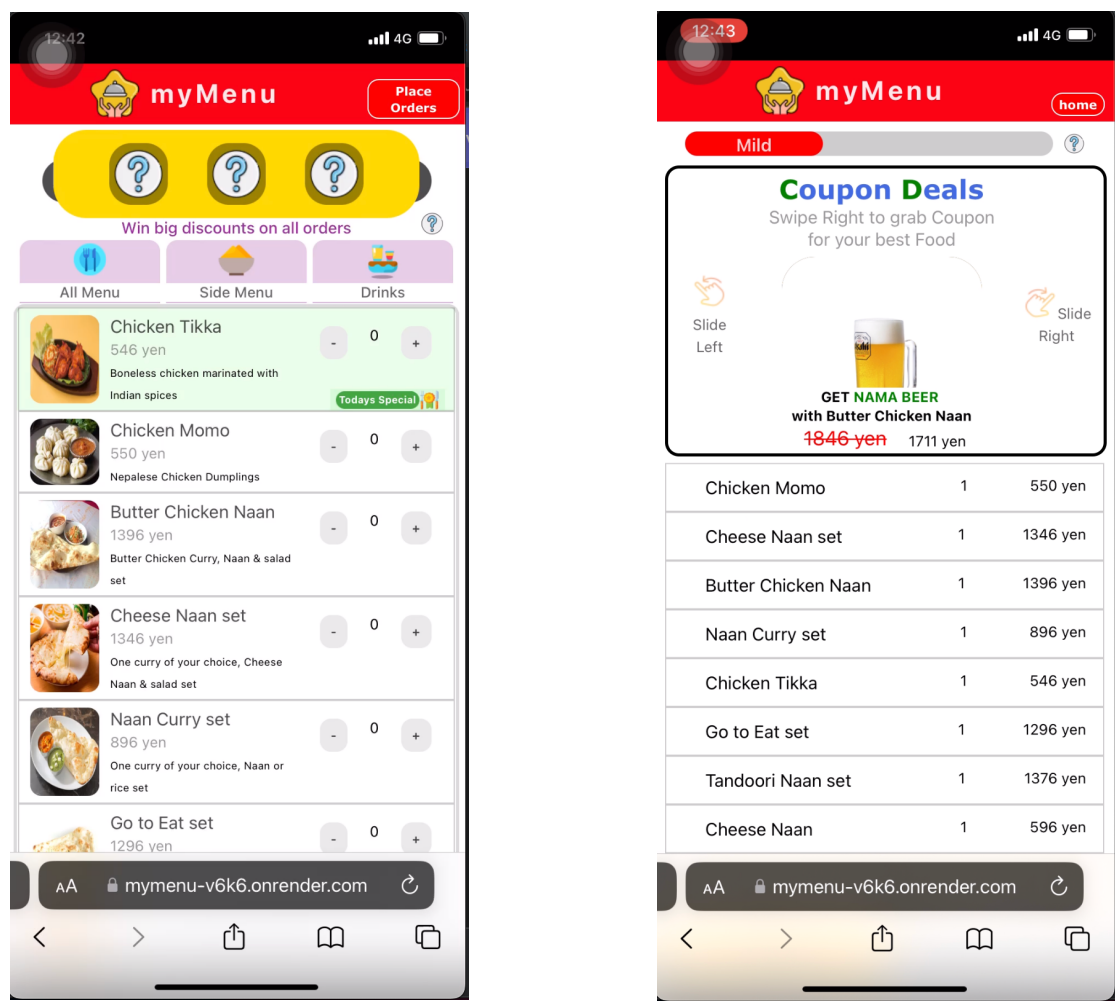 12:42
4G
myMenu
Place
Orders
Win big discounts on all orders
All Menu
Side Menu
Drinks
Chicken Tikka
546 yen
Boneless chicken marinated with
Indian spices
- 0 +
Todays Special
Chicken Momo
550 yen
Nepalese Chicken Dumplings
- 0 +
Butter Chicken Naan
1396 yen
Butter Chicken Curry, Naan & salad
set
- 0 +
Cheese Naan set
1346 yen
One curry of your choice, Cheese
Naan & salad set
- 0 +
Naan Curry set
896 yen
One curry of your choice, Naan or
rice set
- 0 +
Go to Eat set
1296 yen
- 0 +
AA mymenu-v6k6.onrender.com
12:43
4G
myMenu
home
Mild
Coupon Deals
Swipe Right to grab Coupon
for your best Food
Slide
Left
Slide
Right
Asahi
GET NAMA BEER
with Butter Chicken Naan
1846 yen 1711 yen
Chicken Momo 1 550 yen
Cheese Naan set 1 1346 yen
Butter Chicken Naan 1 1396 yen
Naan Curry set 1 896 yen
Chicken Tikka 1 546 yen
Go to Eat set 1 1296 yen
Tandoori Naan set 1 1376 yen
Cheese Naan 1 596 yen
AA mymenu-v6k6.onrender.com